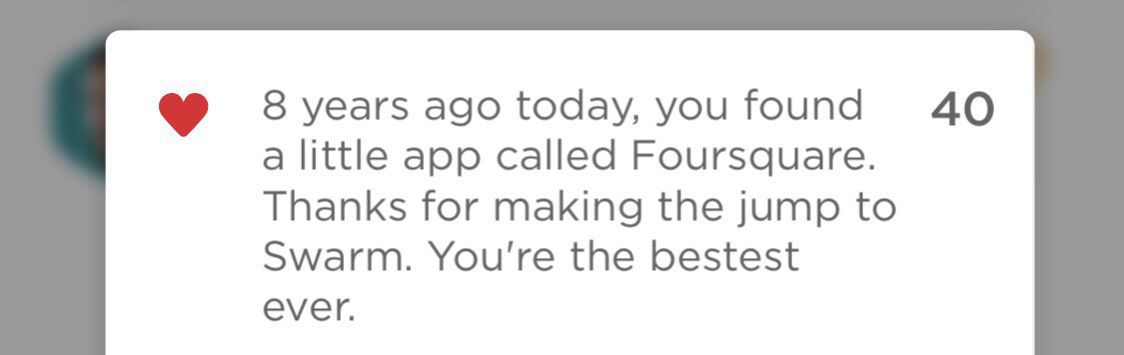 8 years ago today, you found 40
a little app called Foursquare.
Thanks for making the jump to
Swarm. You're the bestest
ever.